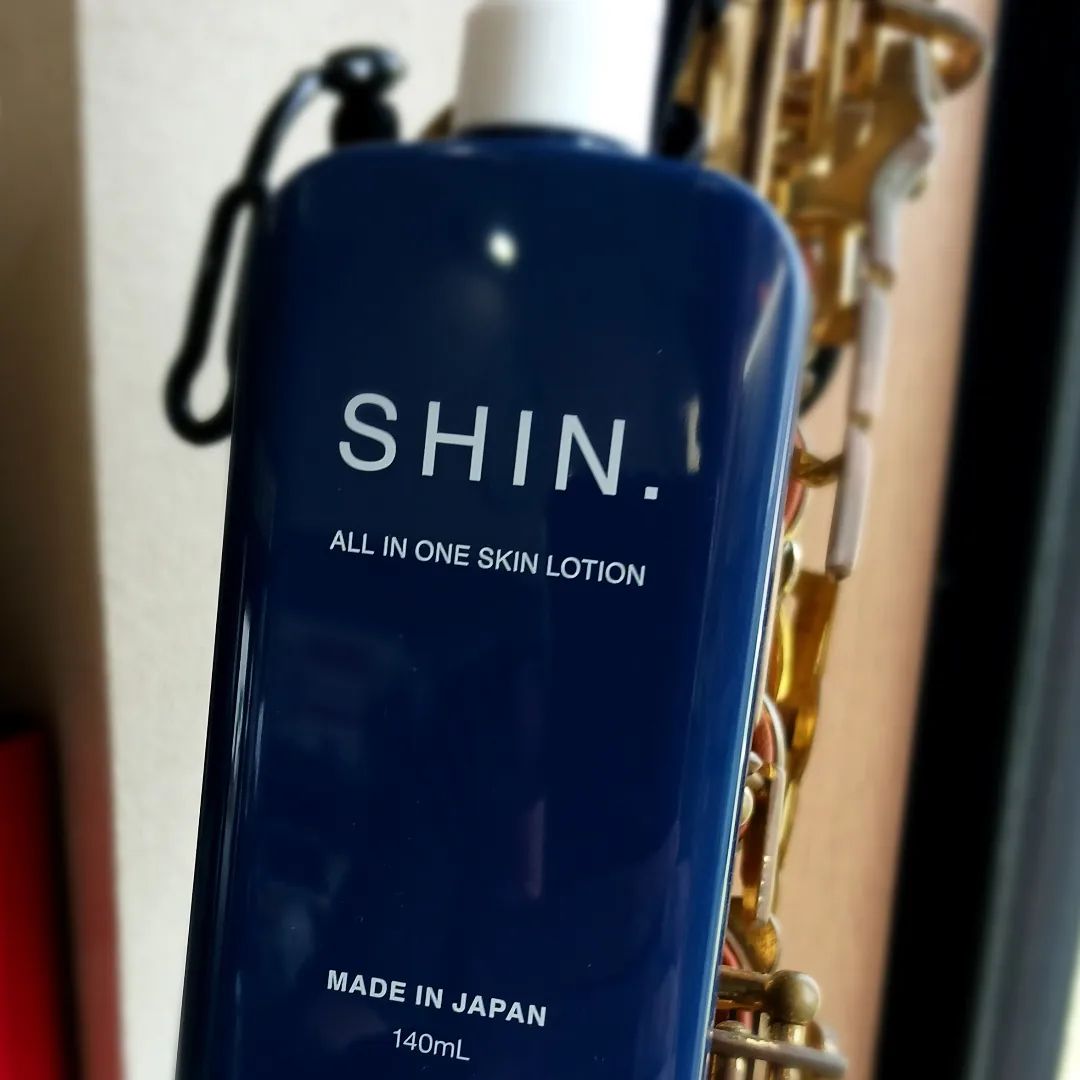 SHIN.
ALL IN ONE SKIN LOTION
MADE IN JAPAN
140mL